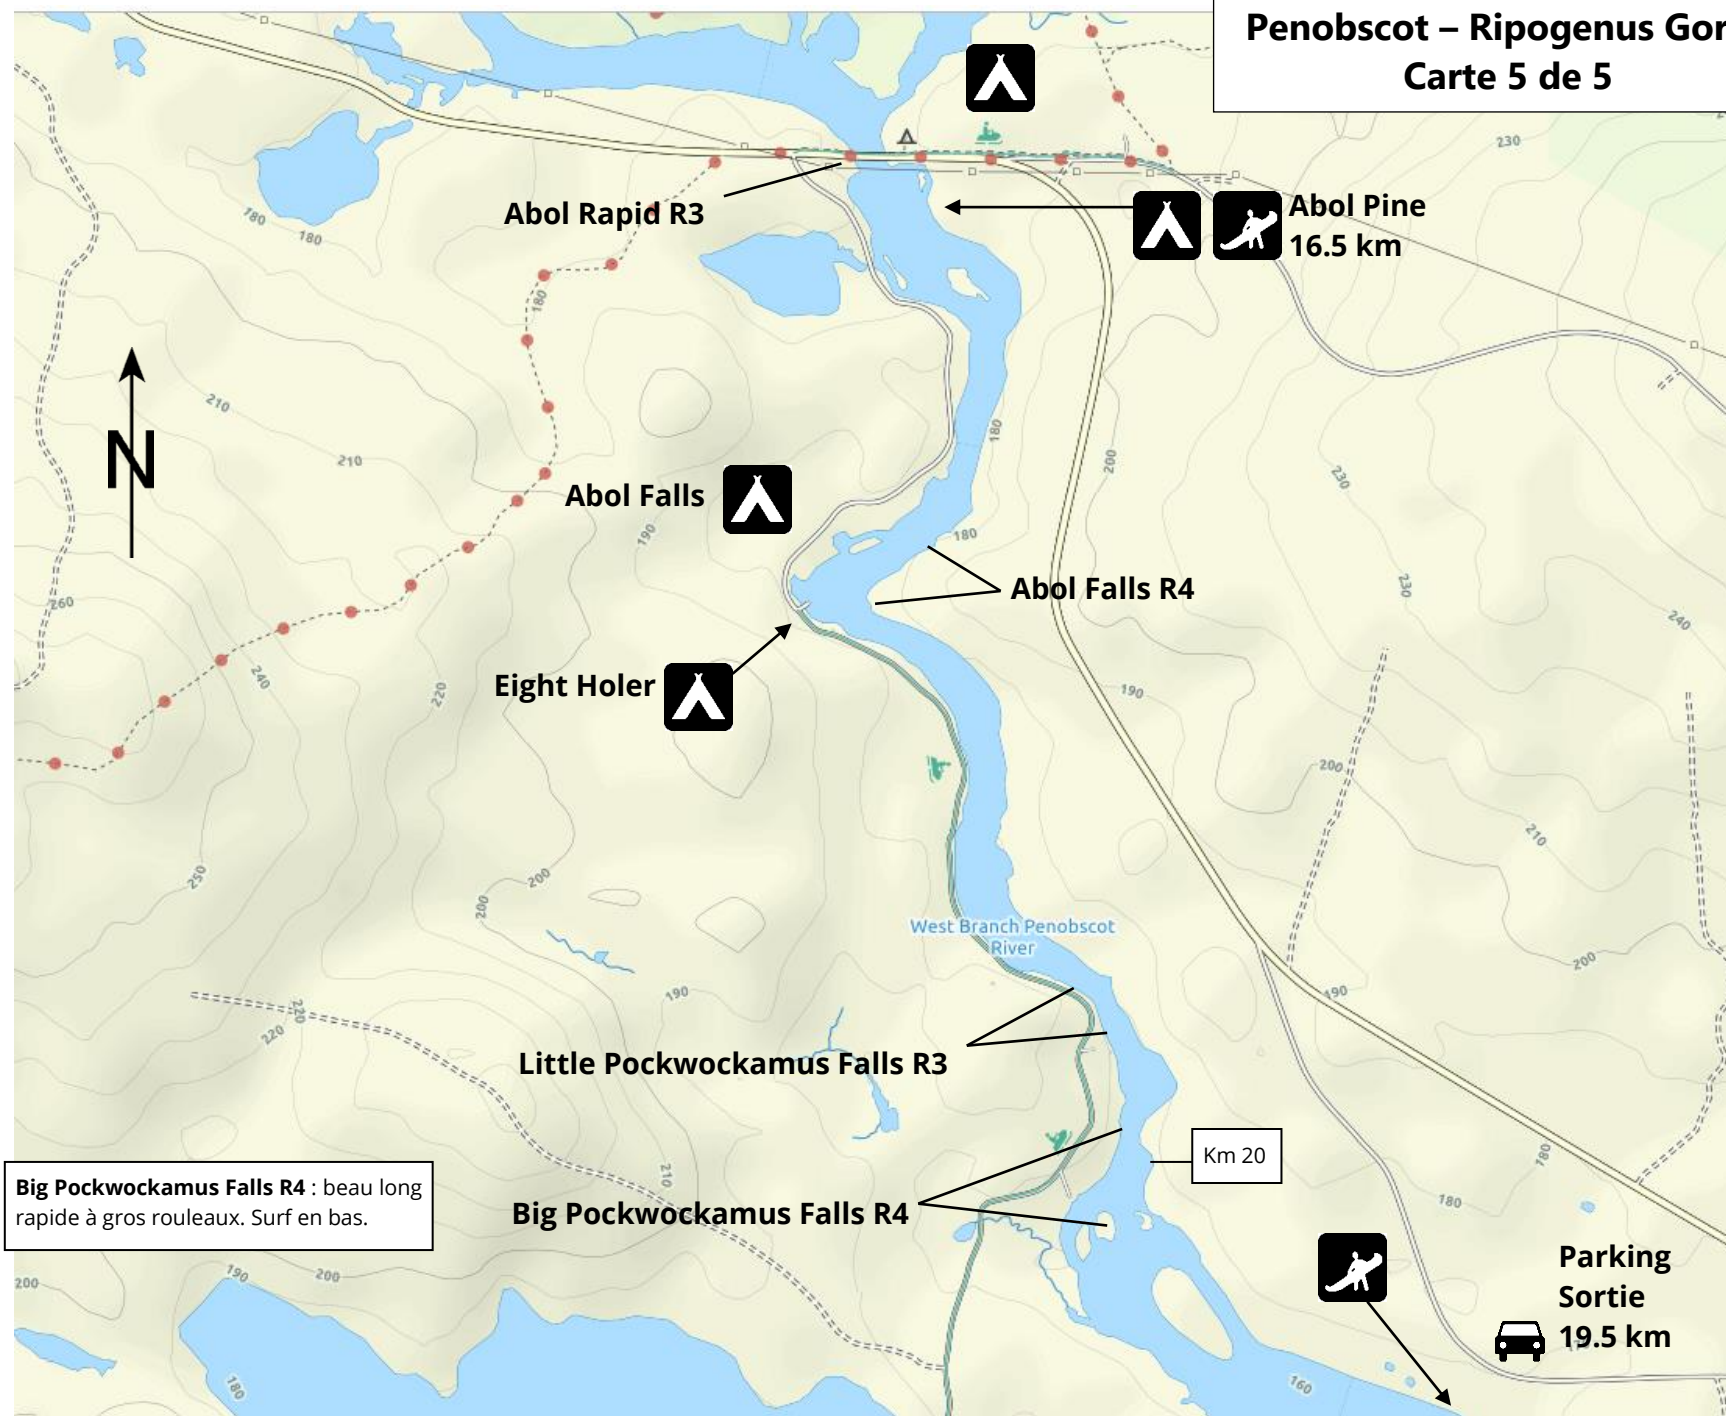 Penobscot – Ripogenus Gor
Carte 5 de 5
230
Abol Rapid R3
Abol Pine
16.5 km
180
180
180
N
210
210
180
200
230
Abol Falls
190
180
Abol Falls R4
230
260
240
Eight Holer
240
220
190
200
210
250
200
200
West Branch Penobscot
River
200
190
190
220
220
Little Pockwockamus Falls R3
Km 20
180
210
180
Big Pockwockamus Falls R4 : beau long
rapide à gros rouleaux. Surf en bas.
Big Pockwockamus Falls R4
200
190
200
Parking
Sortie
19.5 km
180
160